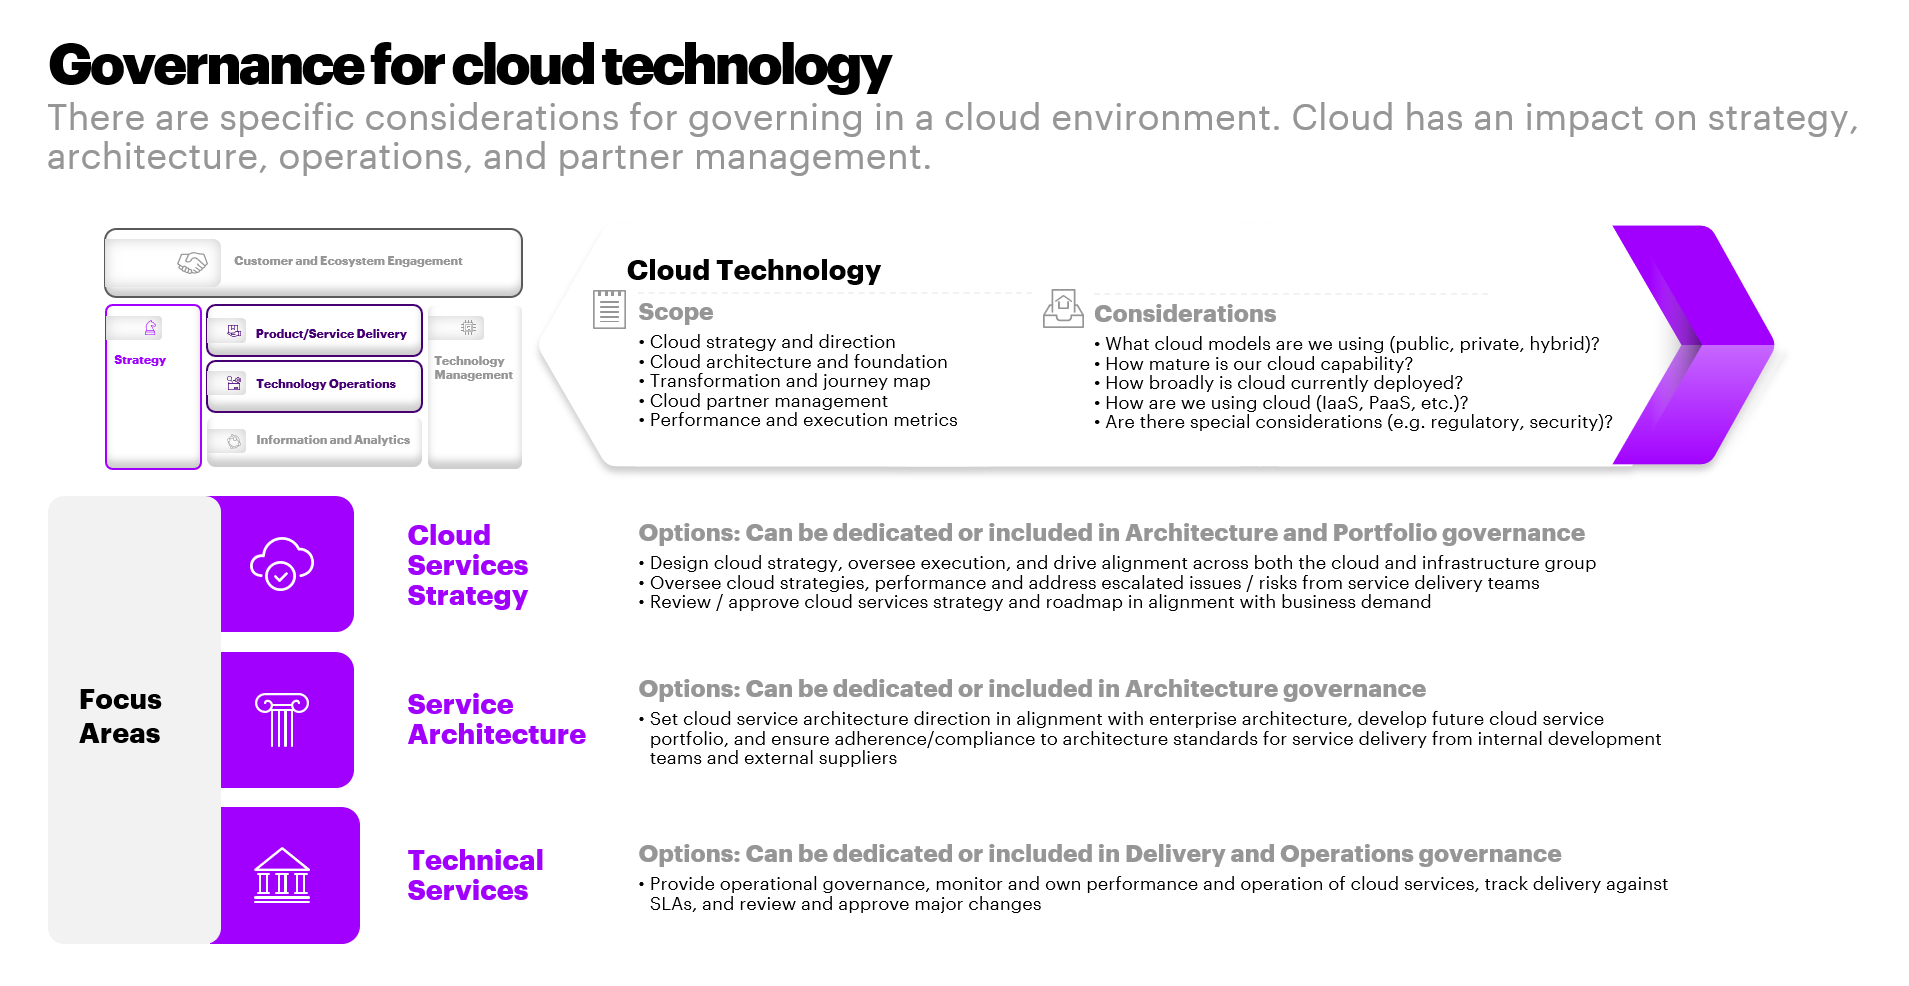 Governance for cloud technology
There are specific considerations for governing in a cloud environment. Cloud has an impact on strategy,
architecture, operations, and partner management.
Customer and Ecosystem Engagement
Strategy
Product/Service Delivery
Technology Operations
Information and Analytics
Technology
Management
Cloud Technology
Scope
• Cloud strategy and direction
• Cloud architecture and foundation
• Transformation and journey map
• Cloud partner management
• Performance and execution metrics
Considerations
• What cloud models are we using (public, private, hybrid)?
• How mature is our cloud capability?
• How broadly is cloud currently deployed?
• How are we using cloud (IaaS, PaaS, etc.)?
• Are there special considerations (e.g. regulatory, security)?
Focus
Areas
Cloud
Services
Strategy
Options: Can be dedicated or included in Architecture and Portfolio governance
• Design cloud strategy, oversee execution, and drive alignment across both the cloud and infrastructure group
• Oversee cloud strategies, performance and address escalated issues / risks from service delivery teams
• Review / approve cloud services strategy and roadmap in alignment with business demand
Service
Architecture
Options: Can be dedicated or included in Architecture governance
• Set cloud service architecture direction in alignment with enterprise architecture, develop future cloud service
portfolio, and ensure adherence/compliance to architecture standards for service delivery from internal development
teams and external suppliers
Technical
Services
Options: Can be dedicated or included in Delivery and Operations governance
• Provide operational governance, monitor and own performance and operation of cloud services, track delivery against
SLAs, and review and approve major changes